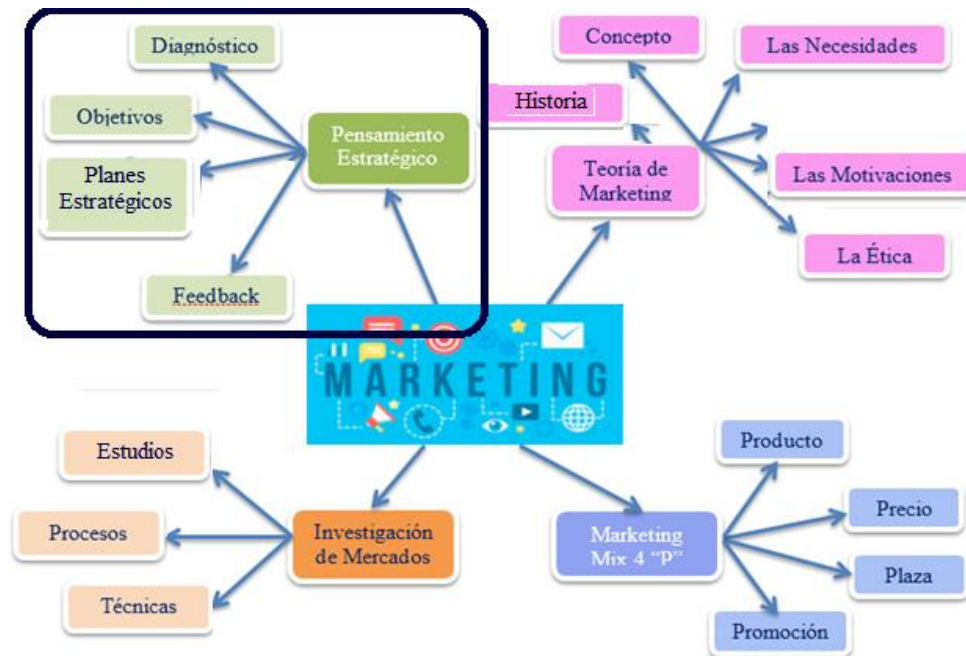 Diagnóstico
Objetivos
Planes
Estratégicos
Feedback
Pensamiento
Estratégico
Concepto
Historia
Teoría de
Marketing
Las Necesidades
Las Motivaciones
La Ética
MARKETING
Estudios
Procesos
Técnicas
Investigación
de Mercados
Marketing
Mix 4 “P”
Producto
Precio
Plaza
Promoción